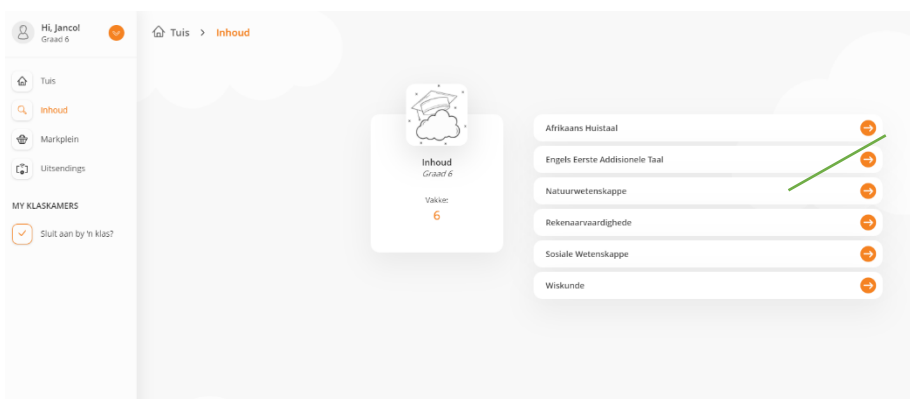 Hi, Jancol
Graad 6
Tuis
Inhoud
Markplein
Uitsendings
MY KLASKAMERS
Sluit aan by 'n klas?
Tuis > Inhoud
Inhoud
Graad 6
Vakke:
6
Afrikaans Huistaal
Engels Eerste Addisionele Taal
Natuurwetenskappe
Rekenaarvaardighede
Sosiale Wetenskappe
Wiskunde